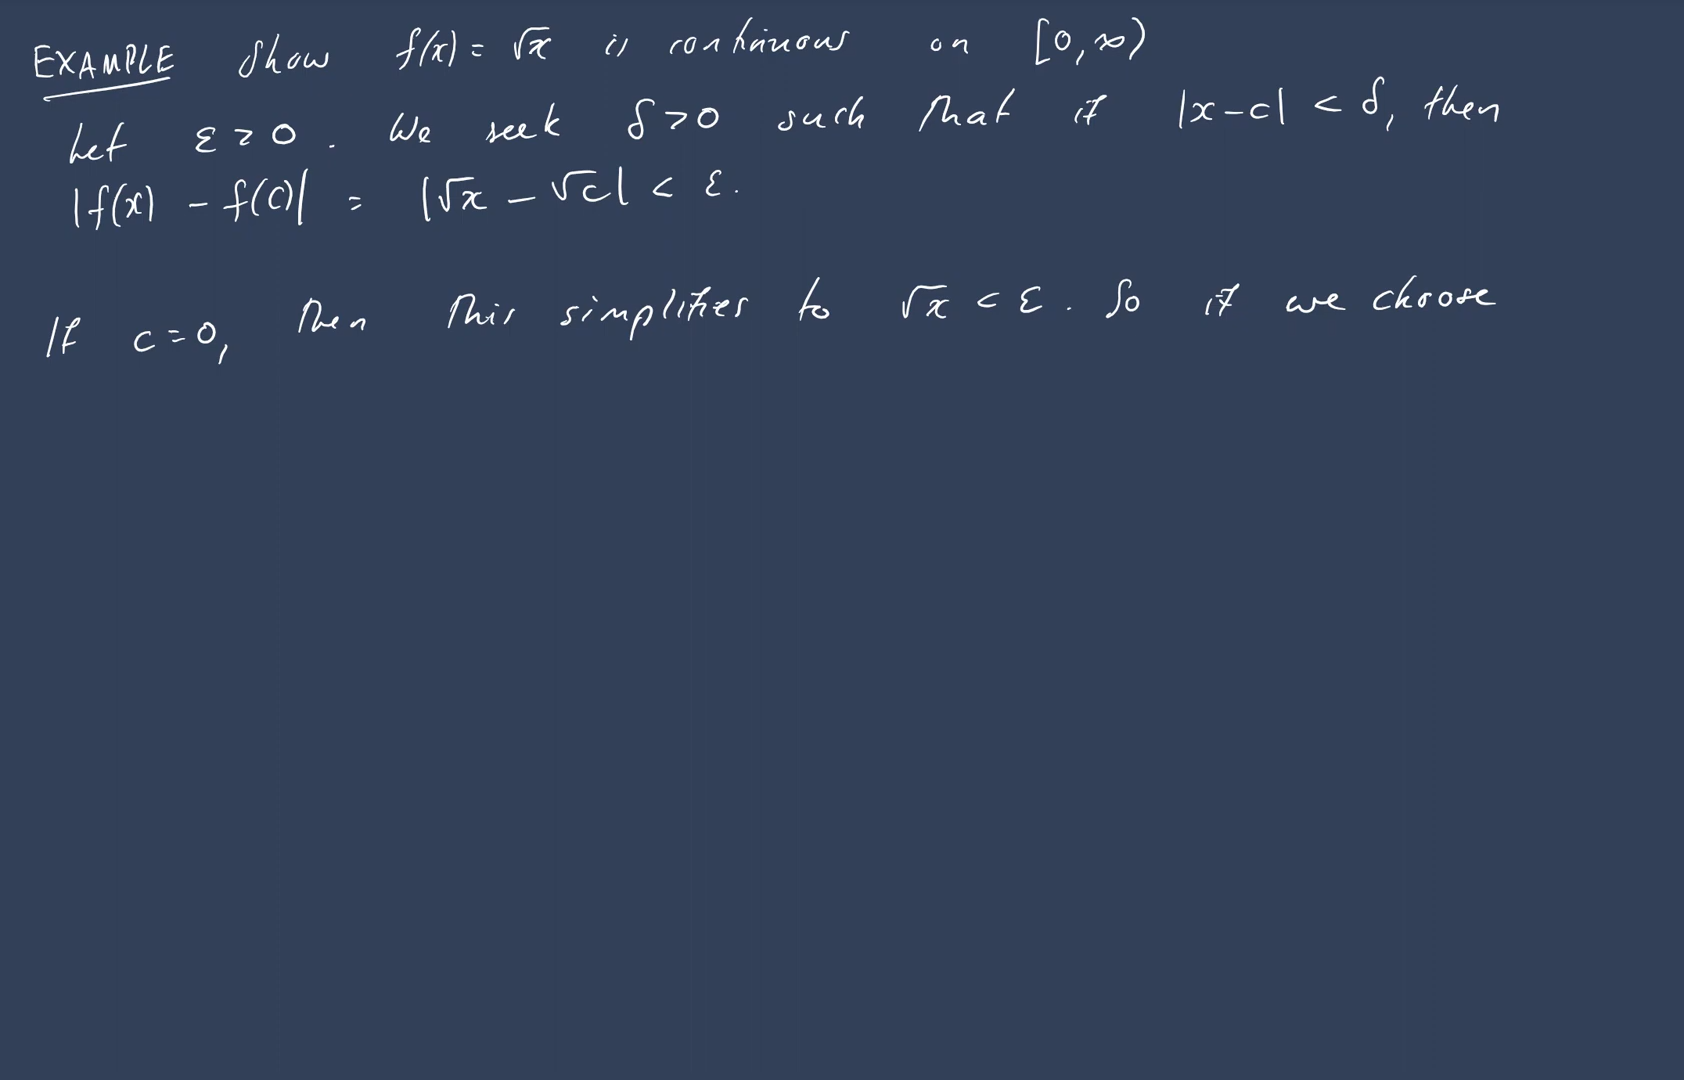 EXAMPLE Show f(x) = √x is continuous on [0,∞)
Let ε > 0. We seek δ > 0 such that if |x-c| < δ, then
|f(x) - f(c)| = |√x - √c| < ε.
If c = 0, then this simplifies to √x < ε. So if we choose